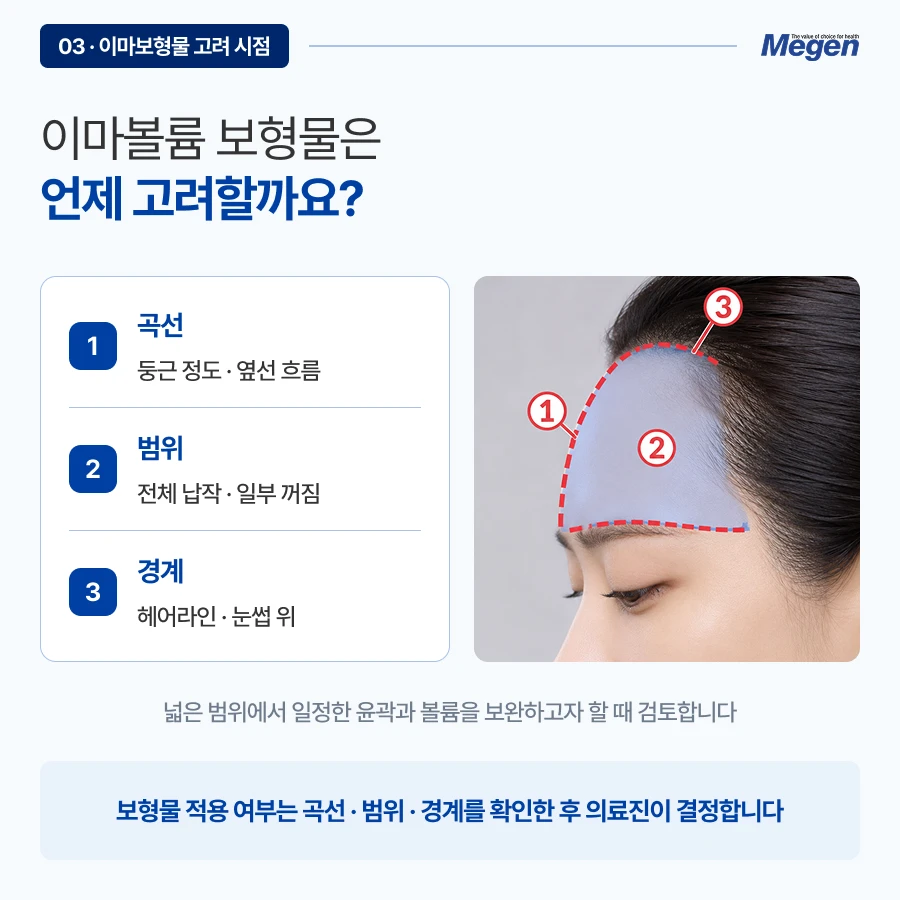 03 · 이마보형물 고려 시점
The value of choice for health
Megen
이마볼륨 보형물은
언제 고려할까요?
1
곡선
둥근 정도 · 옆선 흐름
2
범위
전체 납작 · 일부 꺼짐
3
경계
헤어라인 · 눈썹 위
1
2
3
넓은 범위에서 일정한 윤곽과 볼륨을 보완하고자 할 때 검토합니다
보형물 적용 여부는 곡선 · 범위 · 경계를 확인한 후 의료진이 결정합니다